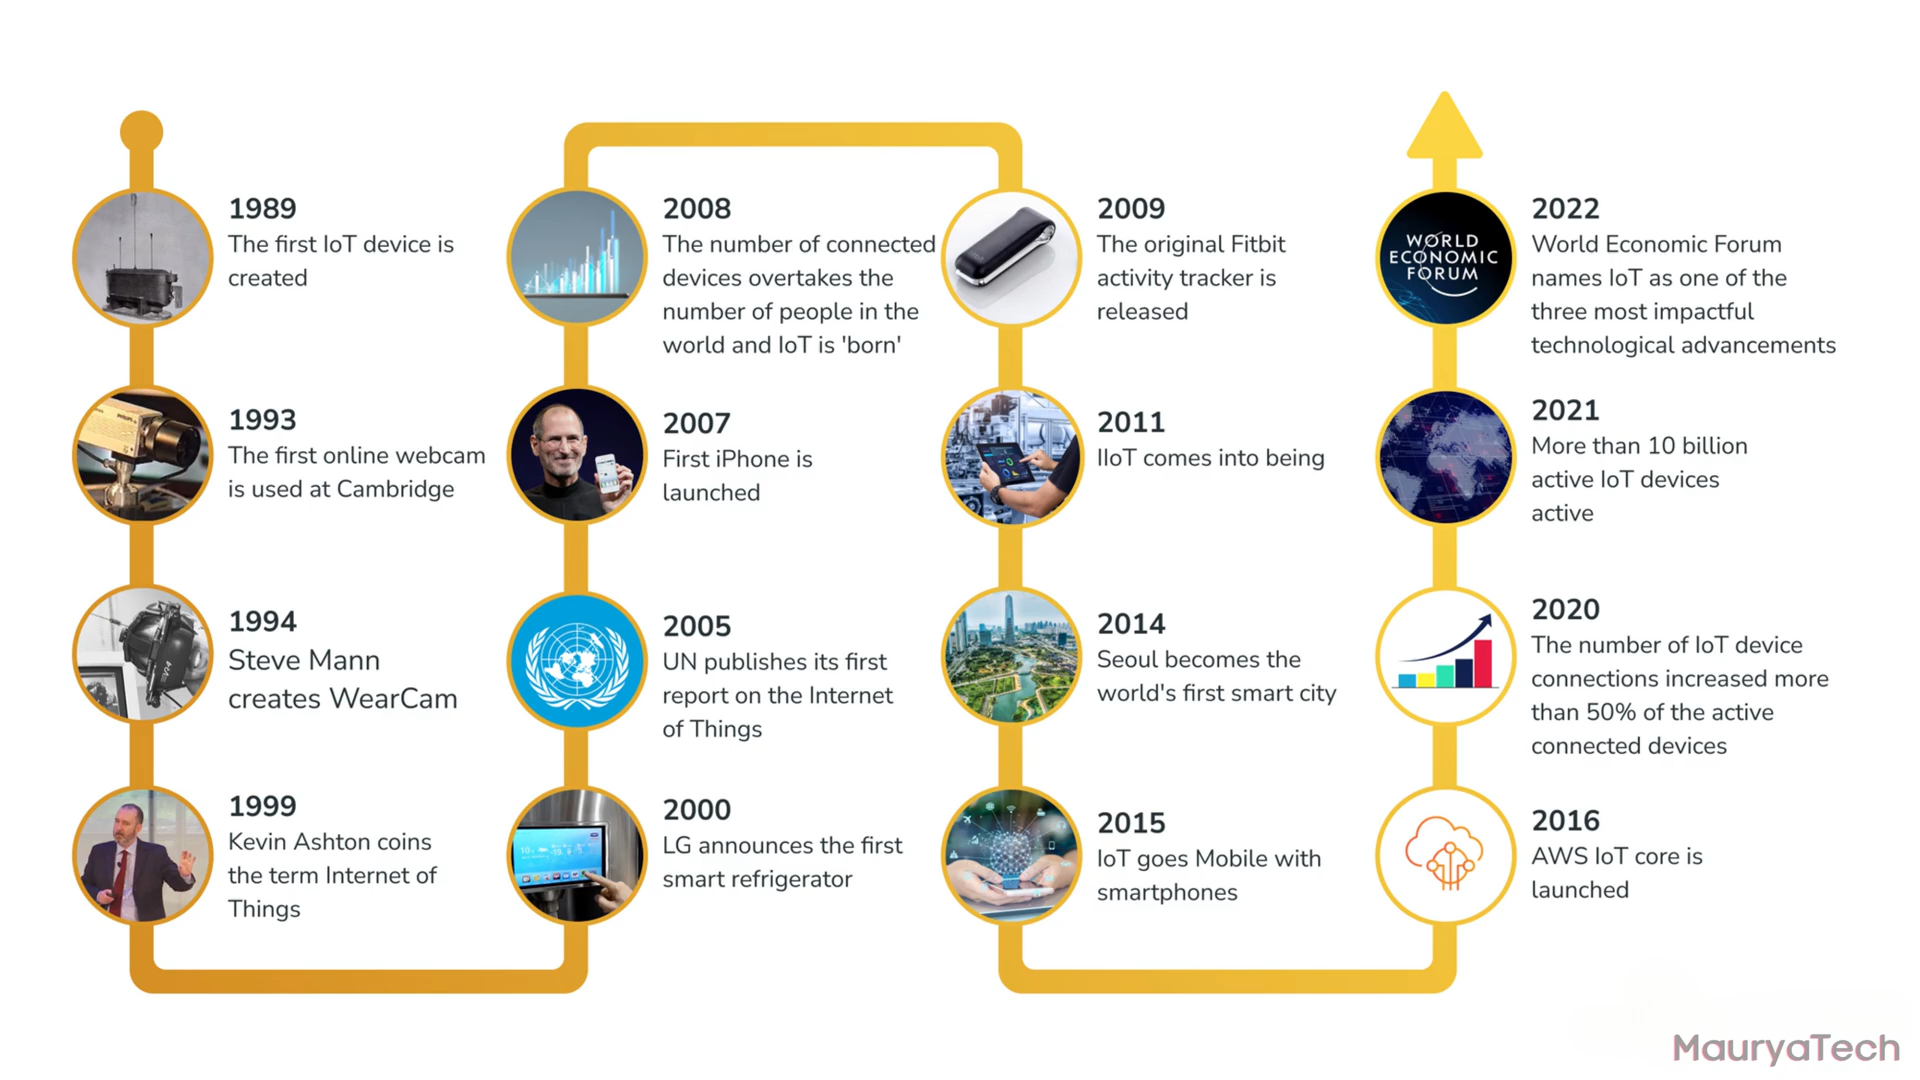 1989
The first IoT device is
created
1993
The first online webcam
is used at Cambridge
1994
Steve Mann
creates WearCam
1999
Kevin Ashton coins
the term Internet of
Things
2000
LG announces the first
smart refrigerator
2005
UN publishes its first
report on the Internet
of Things
2007
First iPhone is
launched
2008
The number of connected
devices overtakes the
number of people in the
world and IoT is 'born'
2009
The original Fitbit
activity tracker is
released
2011
IIoT comes into being
2014
Seoul becomes the
world's first smart city
2015
IoT goes Mobile with
smartphones
2016
AWS IoT core is
launched
2020
The number of IoT device
connections increased more
than 50% of the active
connected devices
2021
More than 10 billion
active IoT devices
active
WORLD
ECONOMIC
FORUM
2022
World Economic Forum
names IoT as one of the
three most impactful
technological advancements
MauryaTech